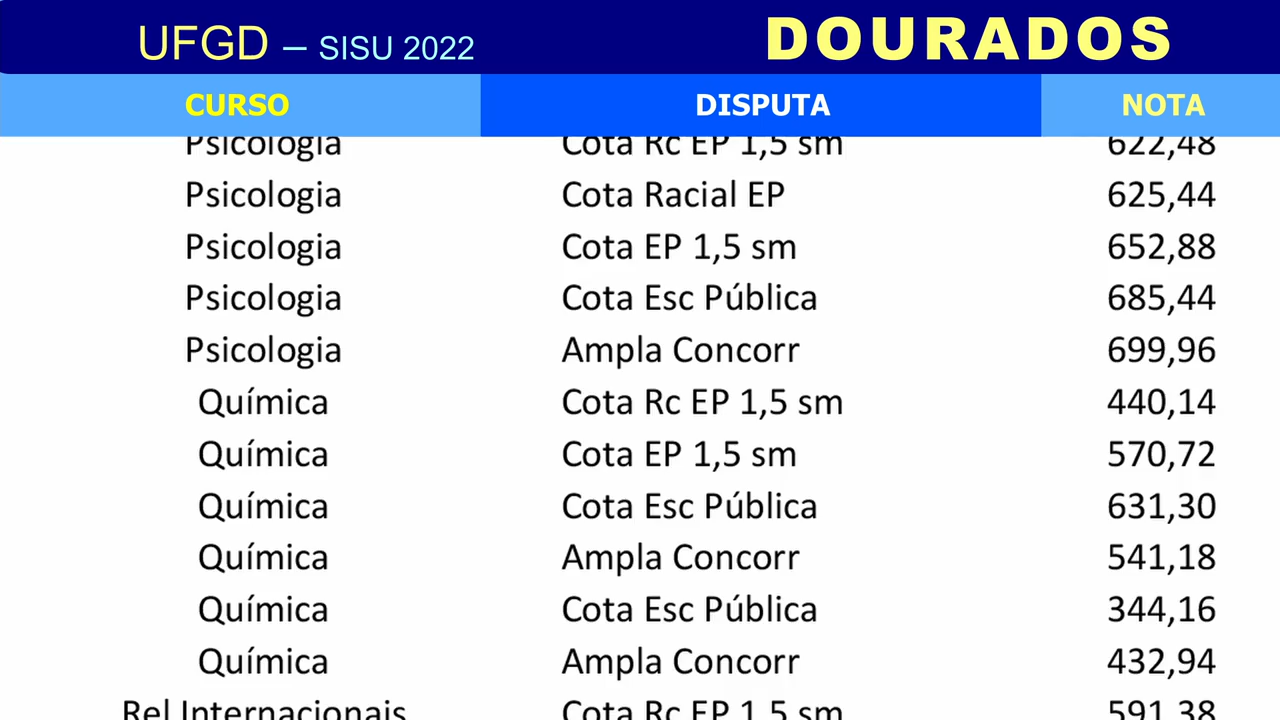 UFGD – SISU 2022 DOURADOS
CURSO DISPUTA NOTA
Psicologia Cota Rc EP 1,5 sm 622,48
Psicologia Cota Racial EP 625,44
Psicologia Cota EP 1,5 sm 652,88
Psicologia Cota Esc Pública 685,44
Psicologia Ampla Concorr 699,96
Química Cota Rc EP 1,5 sm 440,14
Química Cota EP 1,5 sm 570,72
Química Cota Esc Pública 631,30
Química Ampla Concorr 541,18
Química Cota Esc Pública 344,16
Química Ampla Concorr 432,94
Rel Internacionais Cota Rc EP 1,5 sm 591,38